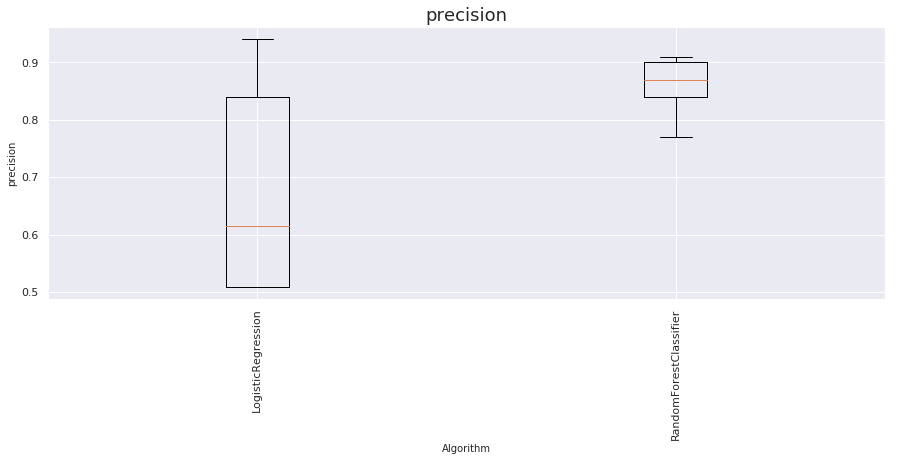 precision
0.9
0.8
0.7
0.6
0.5
precision
LogisticRegression
RandomForestClassifier
Algorithm